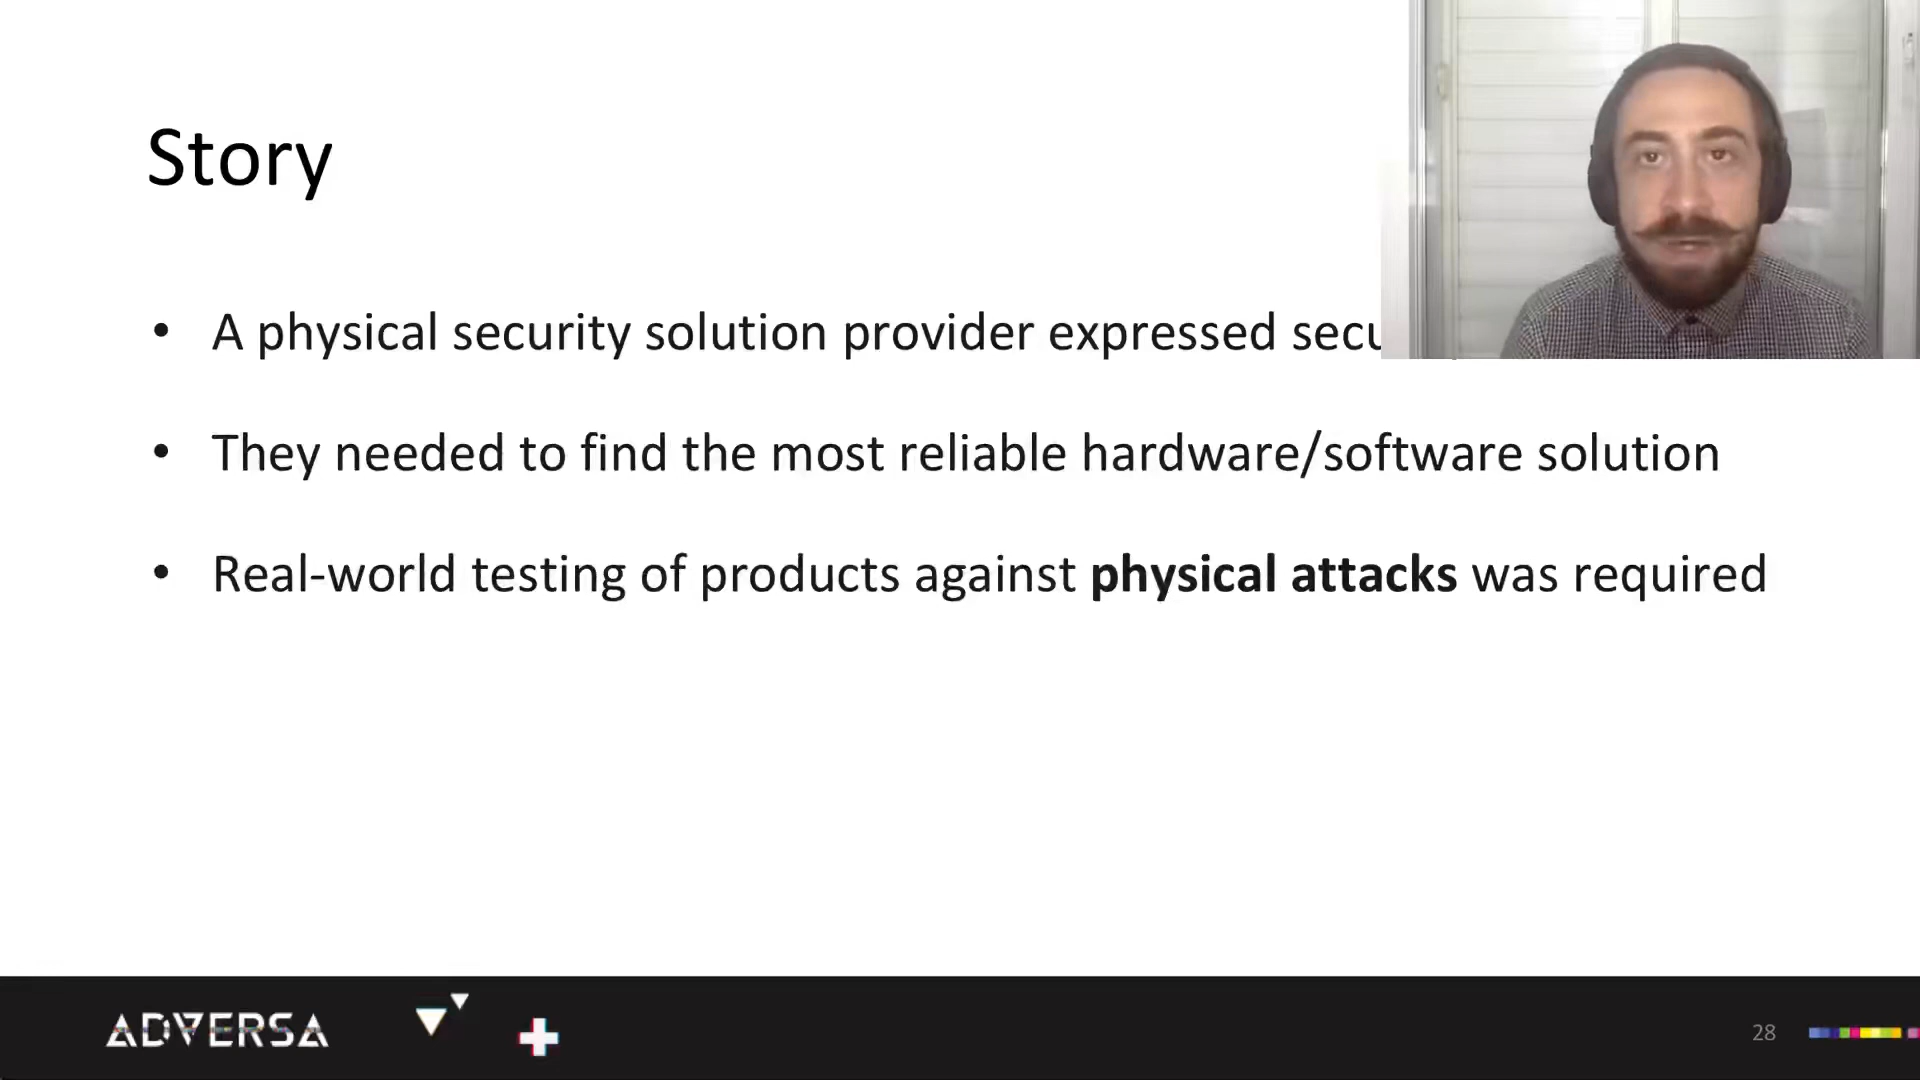 Story
• A physical security solution provider expressed
• They needed to find the most reliable hardware/software solution
• Real-world testing of products against physical attacks was required
ADVERSA
28